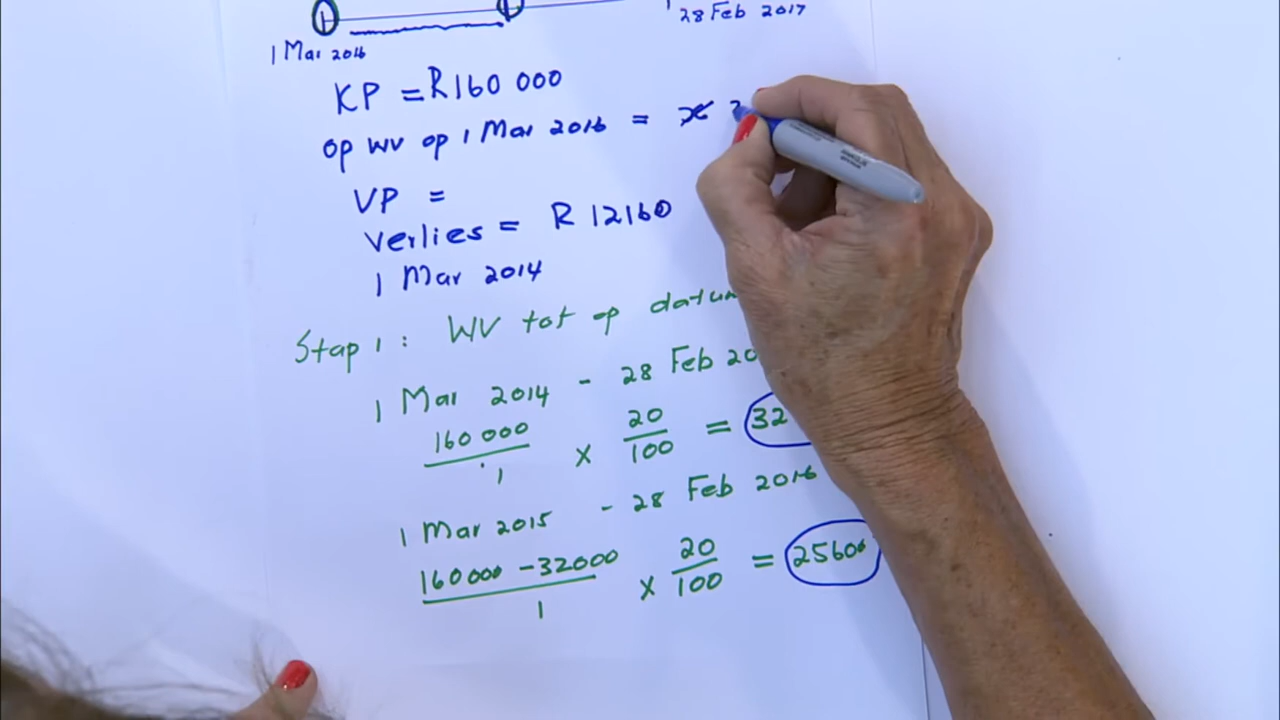 28 Feb 2017
1 Mar 2016
KP = R160 000
op WV op 1 Mar 2016 =
VP =
Verlies = R 12160
1 Mar 2014
Stap 1 : WV tot op
1 Mar 2014 - 28 Feb
160 000
1
x 20
100
= 32
1 Mar 2015 - 28 Feb 2016
160 000 - 32000
1
x 20
100
= 25600